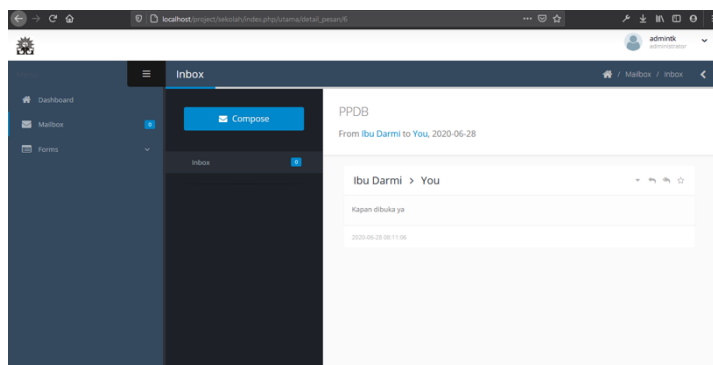 localhost/project/sekolah/index.php/utama/detail_pesan/6
admintk
administrator
Inbox
/ Mailbox / Inbox
Dashboard
Mailbox 0
Forms
Compose
Inbox 0
PPDB
From Ibu Darmi to You, 2020-06-28
Ibu Darmi > You
Kapan dibuka ya
2020-06-28 08:11:06